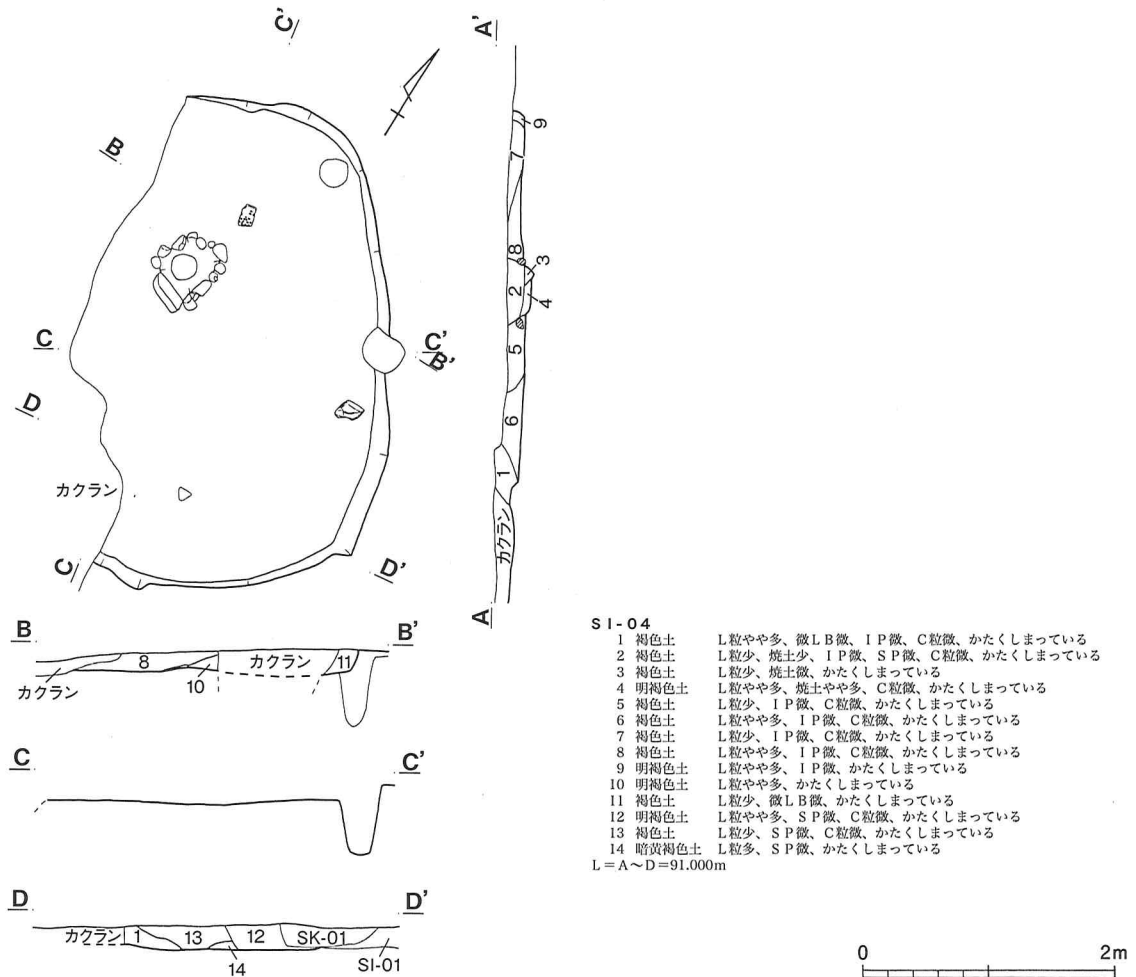 C'
A'
B
9
7
8
3
2
4
C
C'
B'
5
D
6
カクラン
1
カクラン
C
D'
A
B
B'
8
カクラン
11
カクラン
10
C
C'
D
D'
カクラン
1
13
12
SK-01
14
SI-01
SI-04
1 褐色土 L粒やや多、微LB微、IP微、C粒微、かたくしまっている
2 褐色土 L粒少、焼土少、IP微、SP微、C粒微、かたくしまっている
3 褐色土 L粒少、焼土微、かたくしまっている
4 明褐色土 L粒やや多、焼土やや多、C粒微、かたくしまっている
5 褐色土 L粒少、IP微、C粒微、かたくしまっている
6 褐色土 L粒やや多、IP微、C粒微、かたくしまっている
7 褐色土 L粒少、IP微、C粒微、かたくしまっている
8 褐色土 L粒やや多、IP微、C粒微、かたくしまっている
9 明褐色土 L粒やや多、IP微、かたくしまっている
10 明褐色土 L粒やや多、かたくしまっている
11 褐色土 L粒少、微LB微、かたくしまっている
12 明褐色土 L粒やや多、SP微、C粒微、かたくしまっている
13 褐色土 L粒少、SP微、C粒微、かたくしまっている
14 暗黄褐色土 L粒多、SP微、かたくしまっている
L=A～D=91.000m
0 2m